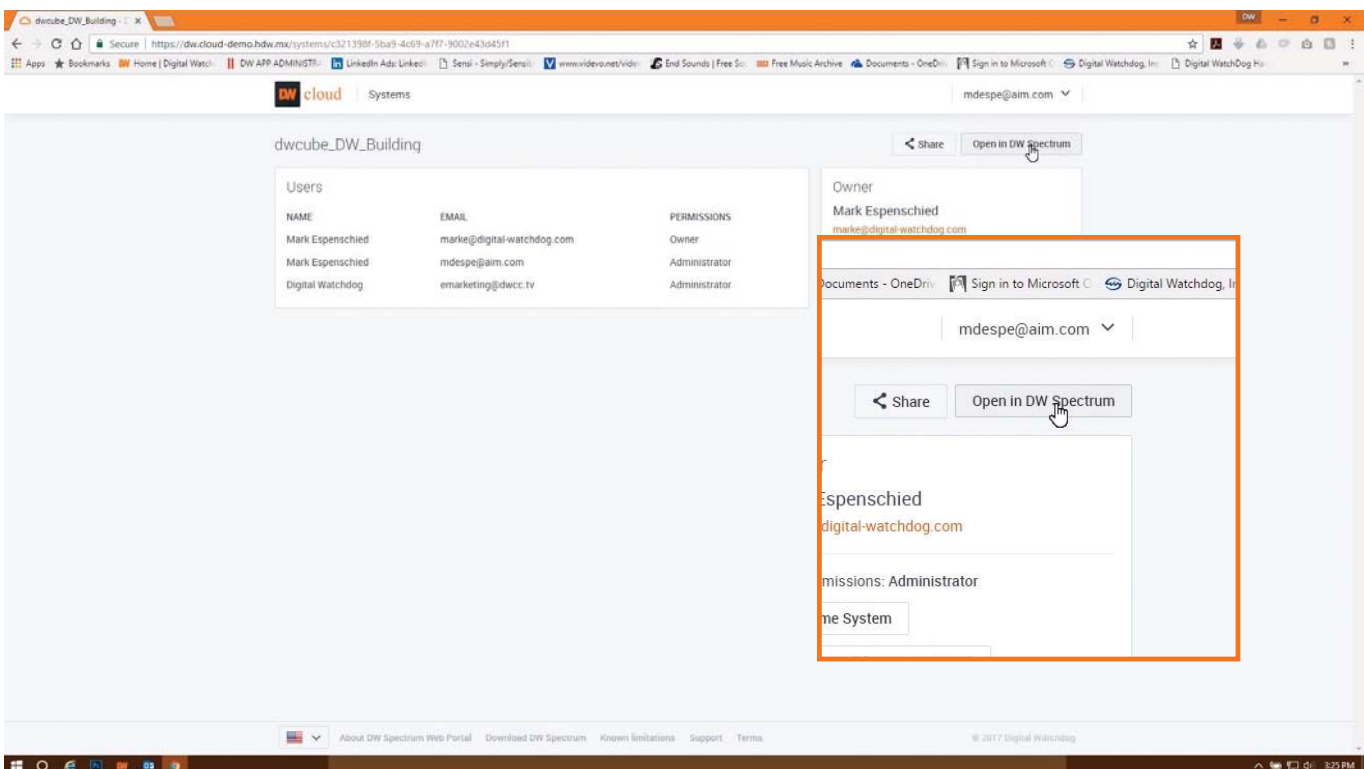 dwcube_DW_Building -
DW
Secure | https://dw.cloud-demo.hdw.mx/systems/c321398f-5ba9-4c69-a7f7-9002e43d45f1
Apps Bookmarks Home | Digital Watch DW APP ADMINISTR LinkedIn Ads: Linked Sensi - Simply/Sensi www.videvo.net/vide End Sounds | Free So Free Music Archive Documents - OneDri Sign in to Microsoft Digital Watchdog, In Digital WatchDog Ho
DW cloud Systems mdespe@aim.com
dwcube_DW_Building Share Open in DW Spectrum
Users
NAME EMAIL PERMISSIONS
Mark Espenschied marke@digital-watchdog.com Owner
Mark Espenschied mdespe@aim.com Administrator
Digital Watchdog emarketing@dwcc.tv Administrator
Owner
Mark Espenschied
marke@digital-watchdog.com
Documents - OneDriv Sign in to Microsoft Digital Watchdog, In
mdespe@aim.com
Share Open in DW Spectrum
r
Espenschied
digital-watchdog.com
missions: Administrator
me System
About DW Spectrum Web Portal Download DW Spectrum Known limitations Support Terms © 2017 Digital Watchdog
3:25 PM